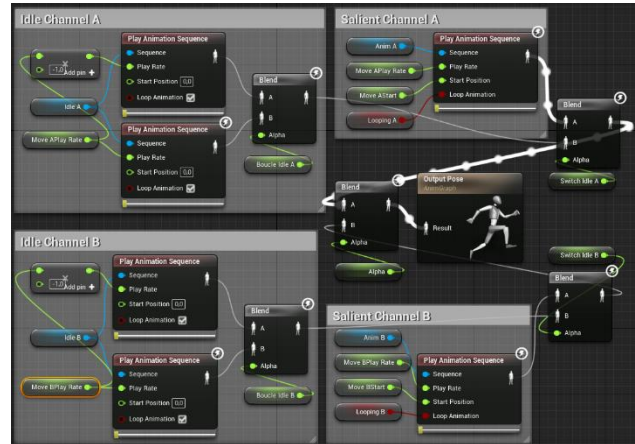 Idle Channel A
Play Animation Sequence
Sequence
Play Rate
Start Position 0,0
Loop Animation
-1,0
Add pin +
Idle A
Move APlay Rate
Play Animation Sequence
Sequence
Play Rate
Start Position 0,0
Loop Animation
Blend
A
B
Alpha
Boucle Idle A
Salient Channel A
Anim A
Move APlay Rate
Move AStart
Looping A
Play Animation Sequence
Sequence
Play Rate
Start Position
Loop Animation
Blend
A
B
Alpha
Switch Idle A
Blend
A
B
Alpha
Alpha
Output Pose
AnimGraph
Result
Idle Channel B
Play Animation Sequence
Sequence
Play Rate
Start Position 0,0
Loop Animation
-1,0
Add pin +
Idle B
Move BPlay Rate
Play Animation Sequence
Sequence
Play Rate
Start Position 0,0
Loop Animation
Blend
A
B
Alpha
Boucle Idle B
Switch Idle B
Blend
A
B
Alpha
Salient Channel B
Anim B
Move BPlay Rate
Move BStart
Looping B
Play Animation Sequence
Sequence
Play Rate
Start Position
Loop Animation